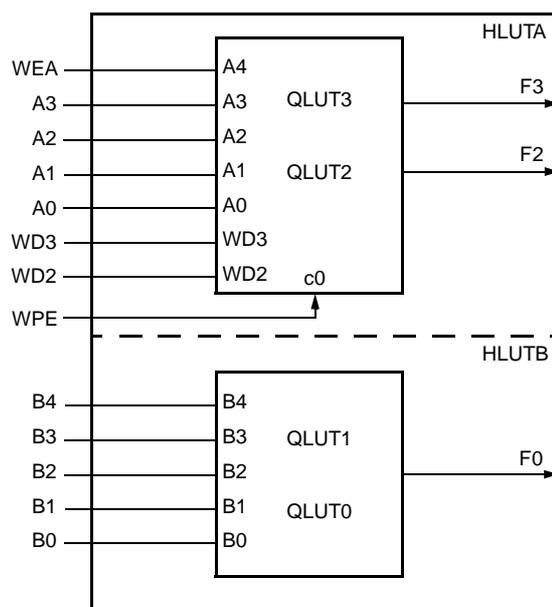 HLUTA
WEA A4 F3
A3 A3 QLUT3
A2 A2 F2
A1 A1 QLUT2
A0 A0
WD3 WD3
WD2 WD2 c0
WPE
HLUTB
B4 B4
B3 B3 QLUT1
B2 B2 F0
B1 B1 QLUT0
B0 B0